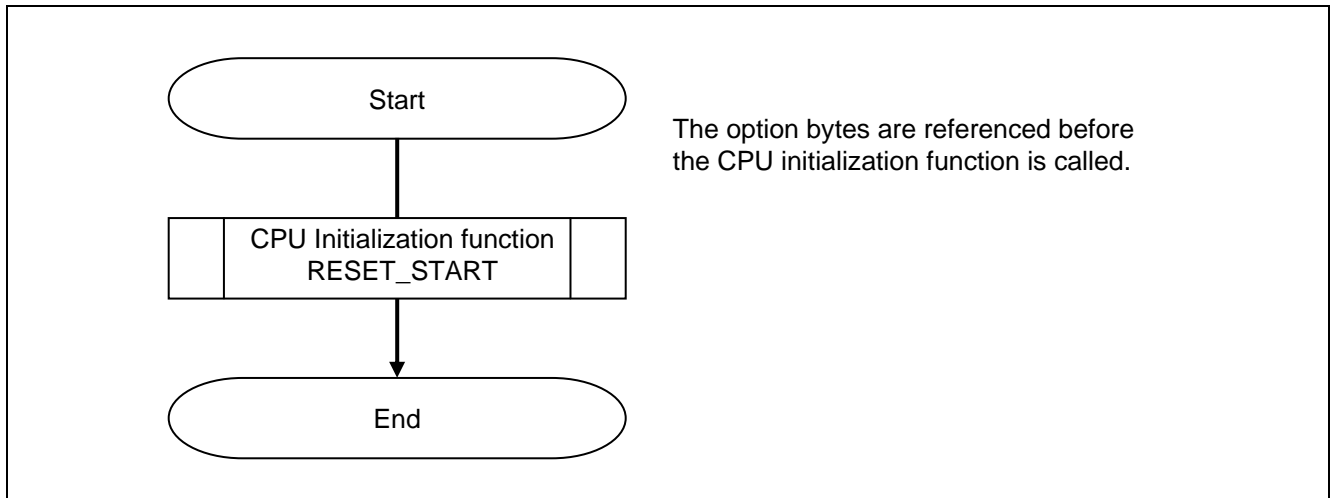 Start
The option bytes are referenced before
the CPU initialization function is called.
CPU Initialization function
RESET_START
End